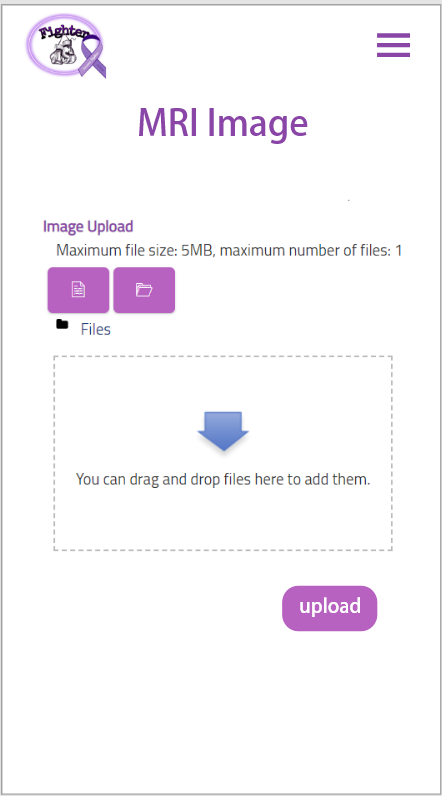 Fighter
MRI Image
Image Upload
Maximum file size: 5MB, maximum number of files: 1
Files
You can drag and drop files here to add them.
upload